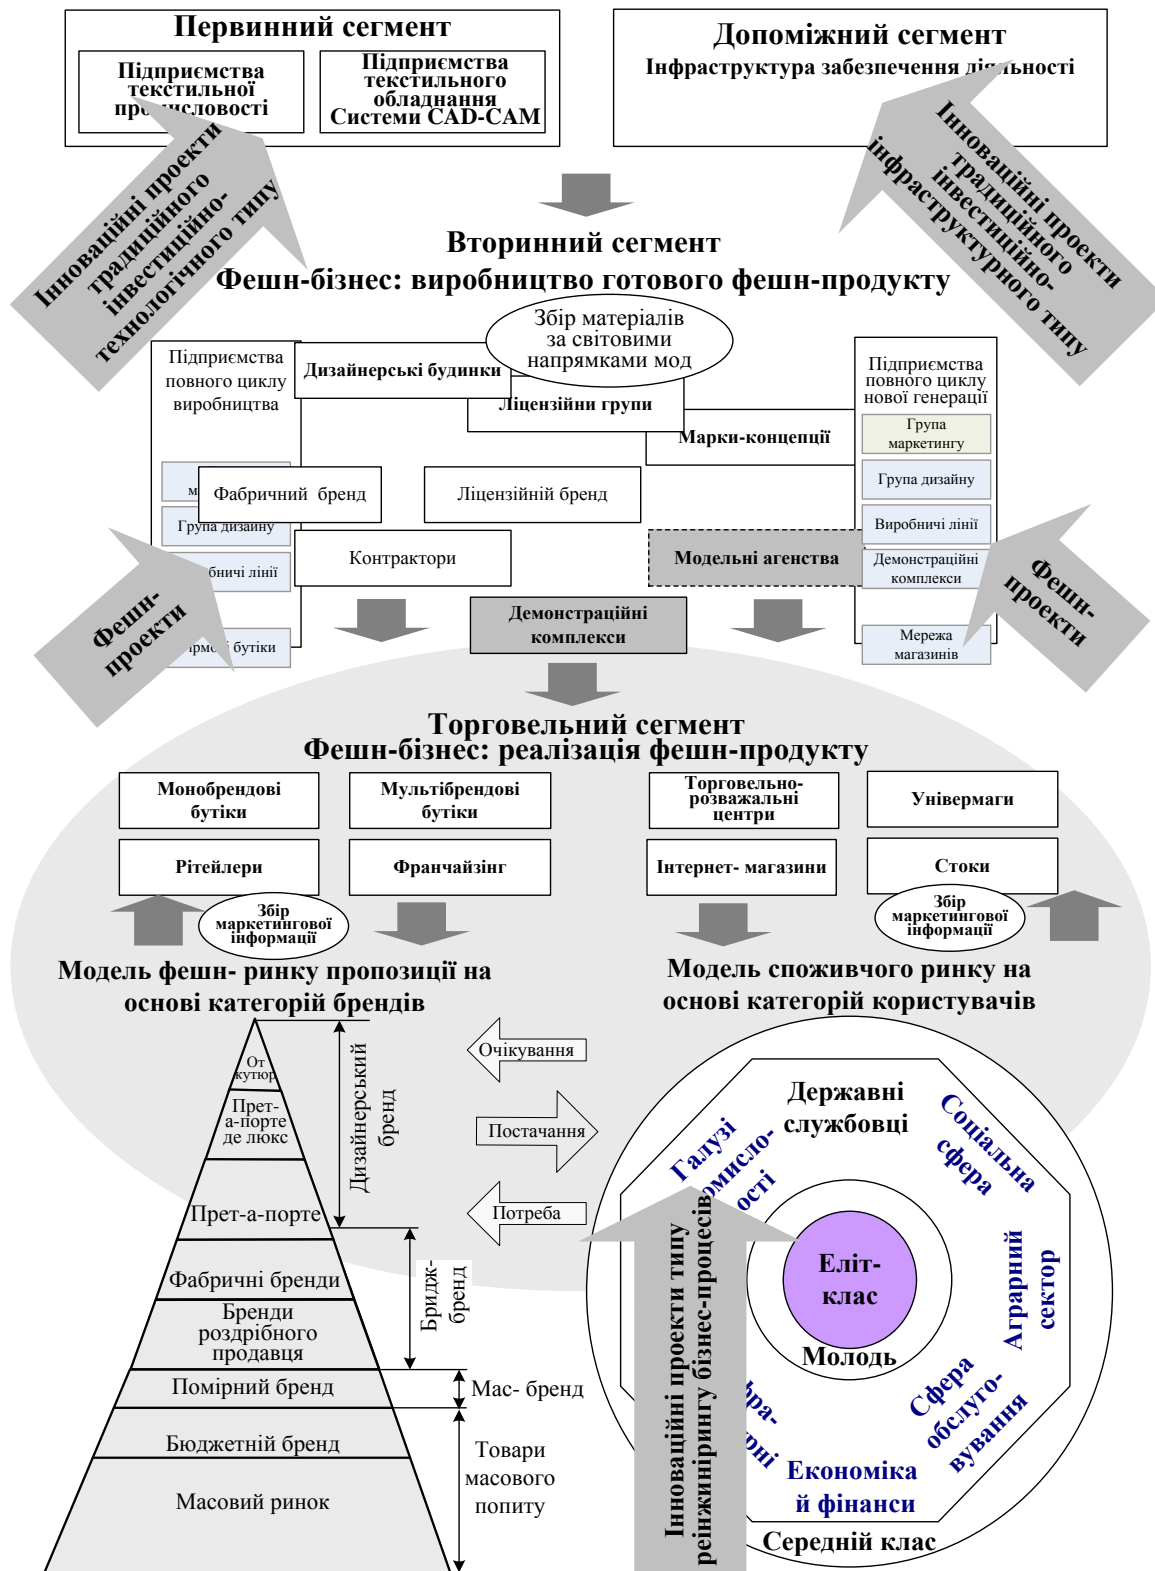 Первинний сегмент
Підприємства
текстильної
промисловості
Підприємства
текстильного
обладнання
Системи CAD-CAM
Допоміжний сегмент
Інфраструктура забезпечення діяльності
Інноваційні проекти
традиційного
інвестиційно-
технологічного типу
Інноваційні проекти
традиційного
інвестиційно-
інфраструктурного типу
Вторинний сегмент
Фешн-бізнес: виробництво готового фешн-продукту
Збір матеріалів
за світовими
напрямками мод
Підприємства
повного циклу
виробництва
Дизайнерські будинки
Ліцензійни групи
Марки-концепції
Підприємства
повного циклу
нової генерації
Група
маркетингу
Група дизайну
Виробничі лінії
Демонстраційні
комплекси
Мережа
магазинів
Фабричний бренд
Ліцензійній бренд
Група дизайну
лінії
Контрактори
Модельні агенства
бутіки
Фешн-
проекти
Фешн-
проекти
Демонстраційні
комплекси
Торговельний сегмент
Фешн-бізнес: реалізація фешн-продукту
Монобрендові
бутіки
Мультібрендові
бутіки
Торговельно-
розважальні
центри
Універмаги
Рітейлери
Франчайзінг
Інтернет- магазини
Стоки
Збір
маркетингової
інформації
Збір
маркетингової
інформації
Модель фешн- ринку пропозиції на
основі категорій брендів
Модель споживчого ринку на
основі категорій користувачів
От
кутюр
Прет-
а-порте
де люкс
Прет-а-порте
Фабричні бренди
Бренди
роздрібного
продавця
Помірний бренд
Бюджетній бренд
Масовий ринок
Дизайнерський
бренд
Бридж-
бренд
Мас- бренд
Товари
масового
попиту
Очікування
Постачання
Потреба
Державні
службовці
Галузі
Соціальна
сфера
Аграрний
сектор
Сфера
обслуго-
вування
Економіка
й фінанси
Еліт-
клас
Молодь
Середній клас
Інноваційні проекти типу
реінжинірингу бізнес-процесів